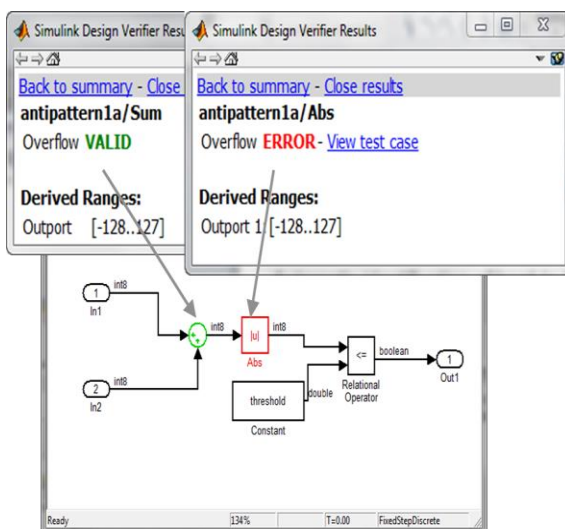 Simulink Design Verifier Resu
Back to summary - Close
antipattern1a/Sum
Overflow VALID
Derived Ranges:
Outport [-128..127]
Simulink Design Verifier Results
Back to summary - Close results
antipattern1a/Abs
Overflow ERROR - View test case
Derived Ranges:
Outport 1: [-128..127]
1
int8
In1
2
int8
In2
int8
|u|
Abs
int8
threshold
Constant
double
<=
Relational
Operator
boolean
1
Out1
Ready 134% T=0.00 FixedStepDiscrete